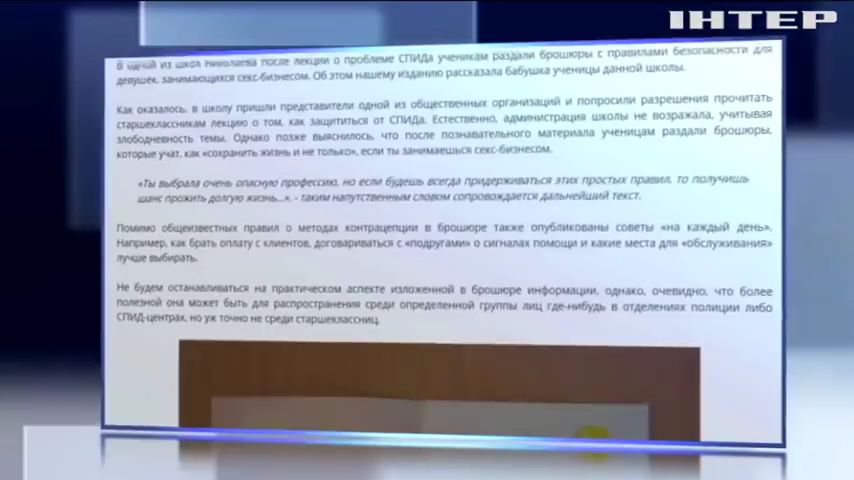 ІНТЕР
В одной из школ Николаева после лекции о проблеме СПИДа ученикам раздали брошюры с правилами безопасности для
девушек, занимающихся секс-бизнесом. Об этом нашему изданию рассказала бабушка ученицы данной школы.
Как оказалось, в школу пришли представители одной из общественных организаций и попросили разрешения прочитать
старшеклассникам лекцию о том, как защититься от СПИДа. Естественно, администрация школы не возражала, учитывая
злободневность темы. Однако позже выяснилось, что после познавательного материала ученицам раздали брошюры,
которые учат, как «сохранить жизнь и не только», если ты занимаешься секс-бизнесом.
«Ты выбрала очень опасную профессию, но если будешь всегда придерживаться этих простых правил, то получишь
шанс прожить долгую жизнь...», - таким напутственным словом сопровождается дальнейший текст.
Помимо общеизвестных правил о методах контрацепции в брошюре также опубликованы советы «на каждый день».
Например, как брать оплату с клиентов, договариваться с «подругами» о сигналах помощи и какие места для «обслуживания»
лучше выбирать.
Не будем останавливаться на практическом аспекте изложенной в брошюре информации, однако, очевидно, что более
полезной она может быть для распространения среди определенной группы лиц где-нибудь в отделениях полиции либо
СПИД-центрах, но уж точно не среди старшеклассниц.